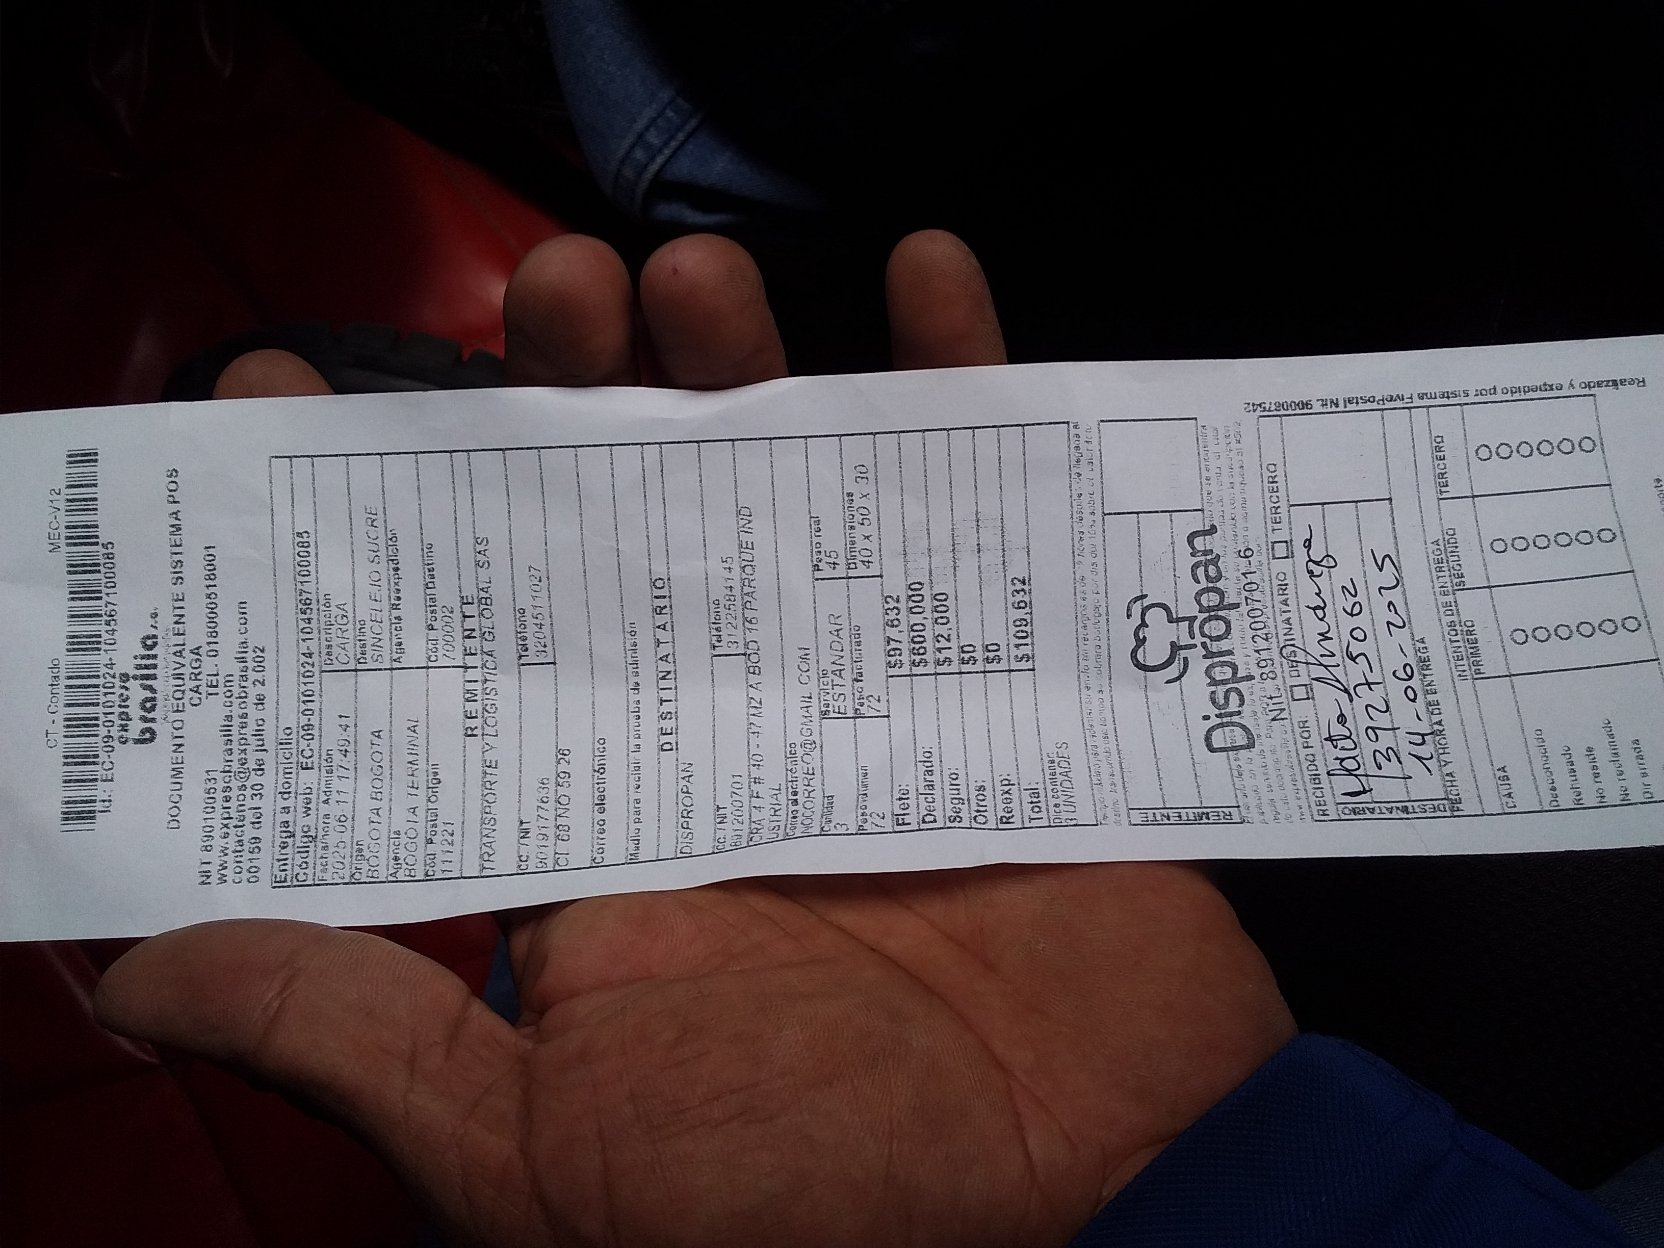 CT - Contado MEC-V12
Id.: EC-09-0101024-104567100085
expreso
brasilia s.a.
DOCUMENTO EQUIVALENTE SISTEMA POS
CARGA
NIT 890100531 TEL. 018000518001
www.expresobrasilia.com
contactenos@expresobrasilia.com
00159 del 30 de julio de 2.002
Entrega a domicilio
Código web: EC-09-0101024-104567100085
Fecha/hora Admisión Descripción
2025-06-11 17:49:41 CARGA
Origen Destino
BOGOTA BOGOTA SINCELEJO SUCRE
Agencia Agencia Reexpedición
BOGOTA TERMINAL
Cód. Postal Origen Cód. Postal Destino
111221 700002
REMITENTE
TRANSPORTE Y LOGISTICA GLOBAL SAS
CC. / NIT Teléfono
9019177636 3204511027
CL 68 NO 59 26
Correo electrónico
Medio para recibir la prueba de admisión
DESTINATARIO
DISPROPAN
CC. / NIT Teléfono
891200701 3122594145
CRA 4 F # 40 - 47 MZ A BOD 16 PARQUE IND
USTRIAL
Correo electrónico
NOCORREO@GMAIL.COM
Cantidad Servicio Peso real
3 ESTANDAR 45
Peso volumen Peso facturado Dimensiones
72 72 40 x 50 x 30
Flete: $97,632
Declarado: $600,000
Seguro: $12,000
Otros: $0
Reexp: $0
Total: $109,632
Dice contener:
3 UNIDADES
REMITENTE
Dispropan
NIT. 891200701-6
RECIBIDO POR: DESTINATARIO TERCERO
DESTINATARIO
39275062
14-06-2025
FECHA Y HORA DE ENTREGA
INTENTOS DE ENTREGA
CAUSA PRIMERO SEGUNDO TERCERO
Desconocido
Rehusado
No reside
No reclamado
Dir. errada
Realizado y expedido por sistema FivePostal Nit. 900087542